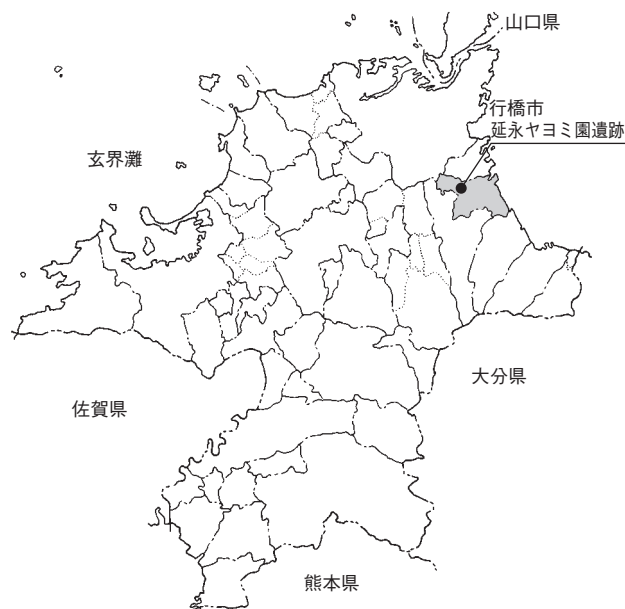 山口県
行橋市
延永ヤヨミ園遺跡
玄界灘
大分県
佐賀県
熊本県